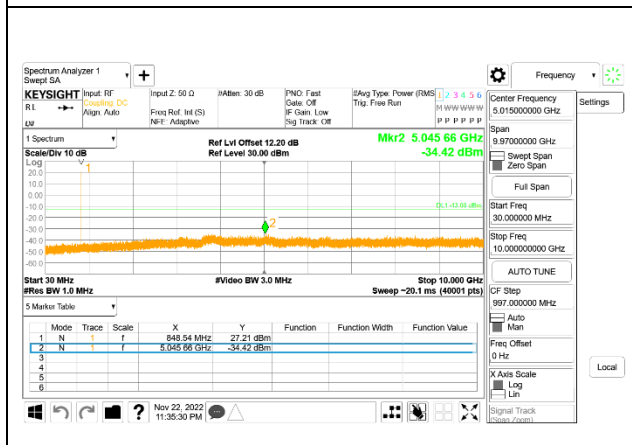 Spectrum Analyzer 1
Swept SA
+
Frequency
KEYSIGHT
RL
Input: RF
Coupling: DC
Align: Auto
Input Z: 50 Ω
Freq Ref: Int (S)
NFE: Adaptive
#Atten: 30 dB
PNO: Fast
Gate: Off
IF Gain: Low
Sig Track: Off
#Avg Type: Power (RMS
Trig: Free Run
1 2 3 4 5 6
M W W W W W
P P P P P P
1 Spectrum
Scale/Div 10 dB
Ref Lvl Offset 12.20 dB
Ref Level 30.00 dBm
Mkr2 5.045 66 GHz
-34.42 dBm
Log
1
20.0
10.0
0.00
-10.0
DL1 -13.00 dBm
-20.0
2
-30.0
-40.0
-50.0
-60.0
Start 30 MHz
#Video BW 3.0 MHz
Stop 10.000 GHz
#Res BW 1.0 MHz
Sweep ~20.1 ms (40001 pts)
5 Marker Table
Mode Trace Scale X Y Function Function Width Function Value
1 N 1 f 848.54 MHz 27.21 dBm
2 N 1 f 5.045 66 GHz -34.42 dBm
3
4
5
6
Nov 22, 2022
11:35:30 PM
Center Frequency
5.015000000 GHz
Settings
Span
9.97000000 GHz
Swept Span
Zero Span
Full Span
Start Freq
30.000000 MHz
Stop Freq
10.000000000 GHz
AUTO TUNE
CF Step
997.000000 MHz
Auto
Man
Freq Offset
0 Hz
X Axis Scale
Log
Lin
Local
Signal Track
(Span Zoom)